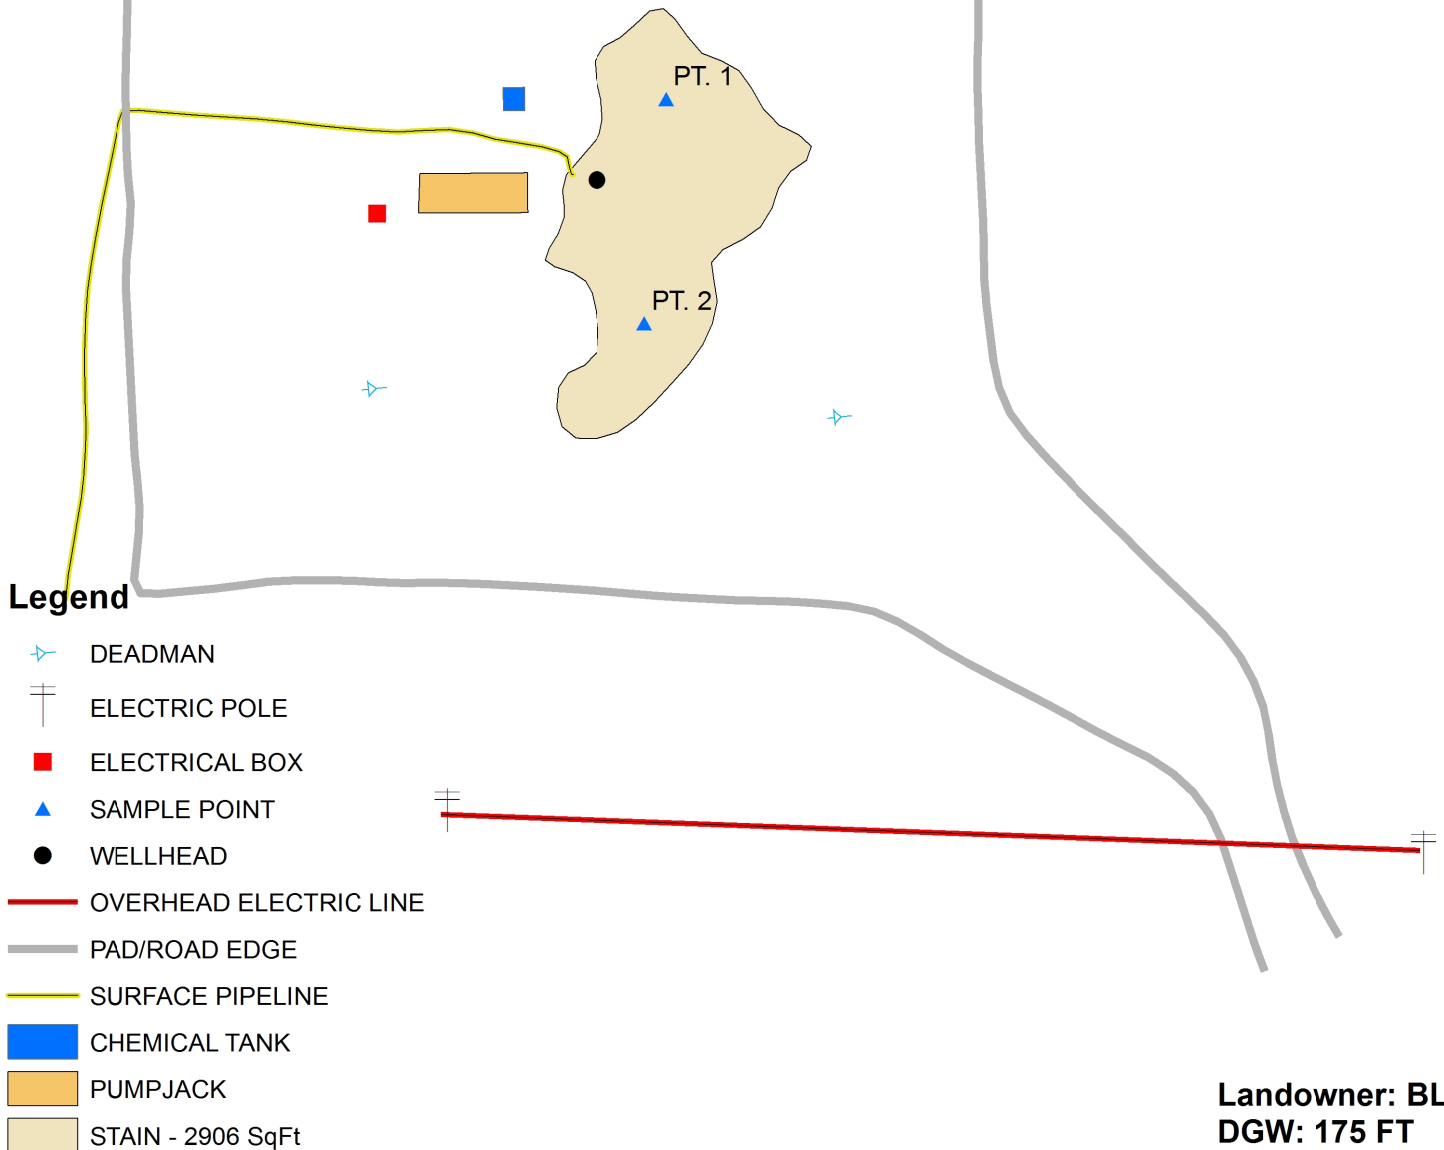 PT. 1
PT. 2
Legend
DEADMAN
ELECTRIC POLE
ELECTRICAL BOX
SAMPLE POINT
WELLHEAD
OVERHEAD ELECTRIC LINE
PAD/ROAD EDGE
SURFACE PIPELINE
CHEMICAL TANK
PUMPJACK
STAIN - 2906 SqFt
Landowner: BL
DGW: 175 FT